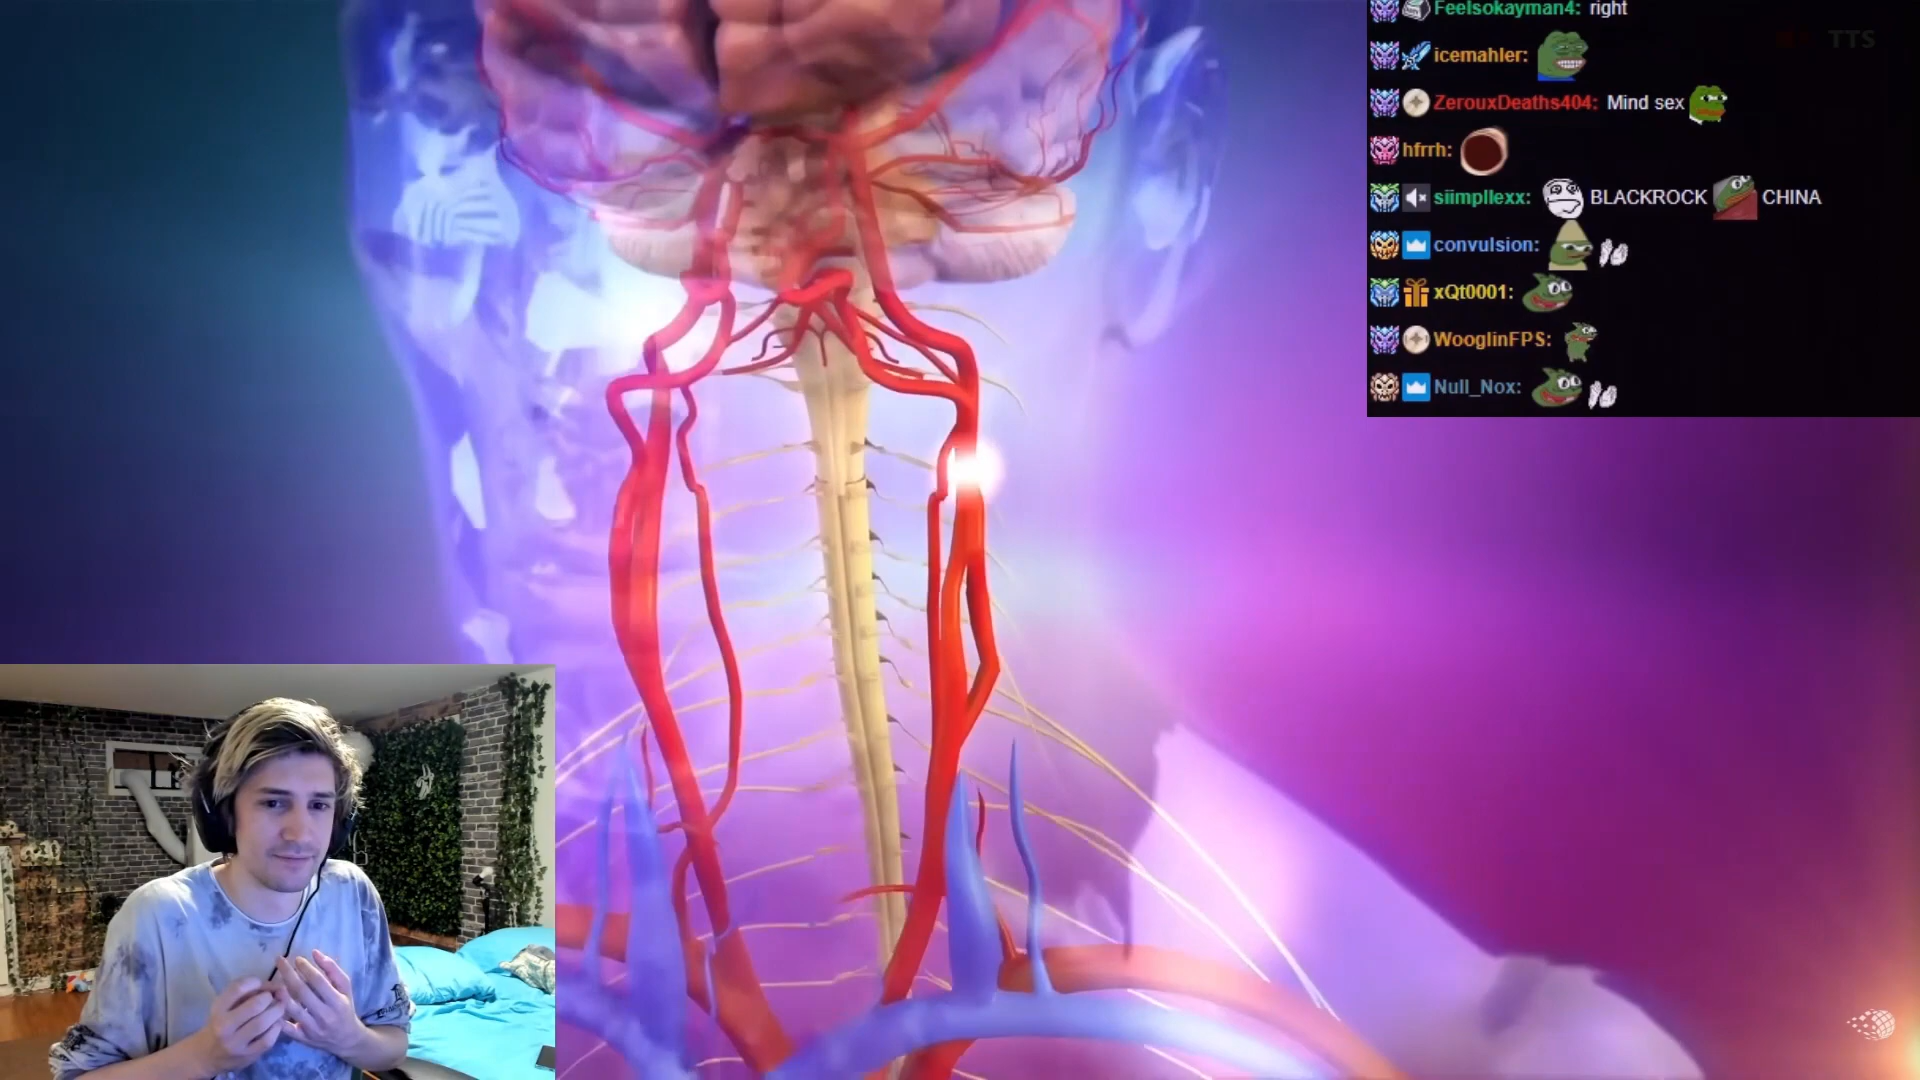 Feelsokayman4: right
TTS
icemahler:
ZerouxDeaths404: Mind sex
hfrrh:
siimpllexx: BLACKROCK CHINA
convulsion:
xQt0001:
WooglinFPS:
Null_Nox: